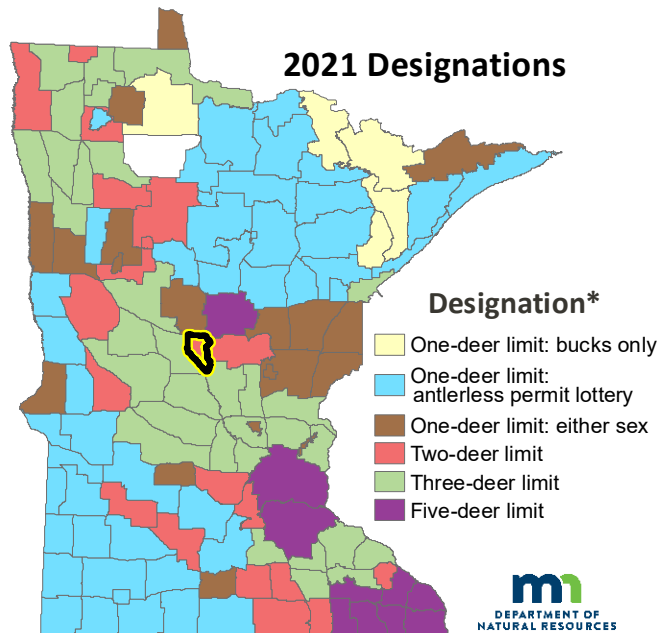 2021 Designations
Designation*
One-deer limit: bucks only
One-deer limit:
antlerless permit lottery
One-deer limit: either sex
Two-deer limit
Three-deer limit
Five-deer limit
mn
DEPARTMENT OF
NATURAL RESOURCES